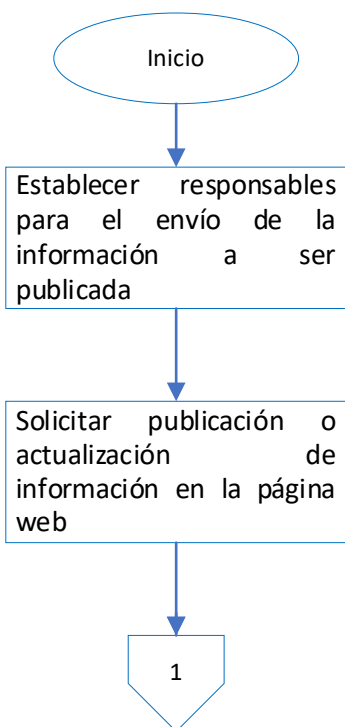 Inicio
Establecer responsables
para el envío de la
información a ser
publicada
Solicitar publicación o
actualización de
información en la página
web
1